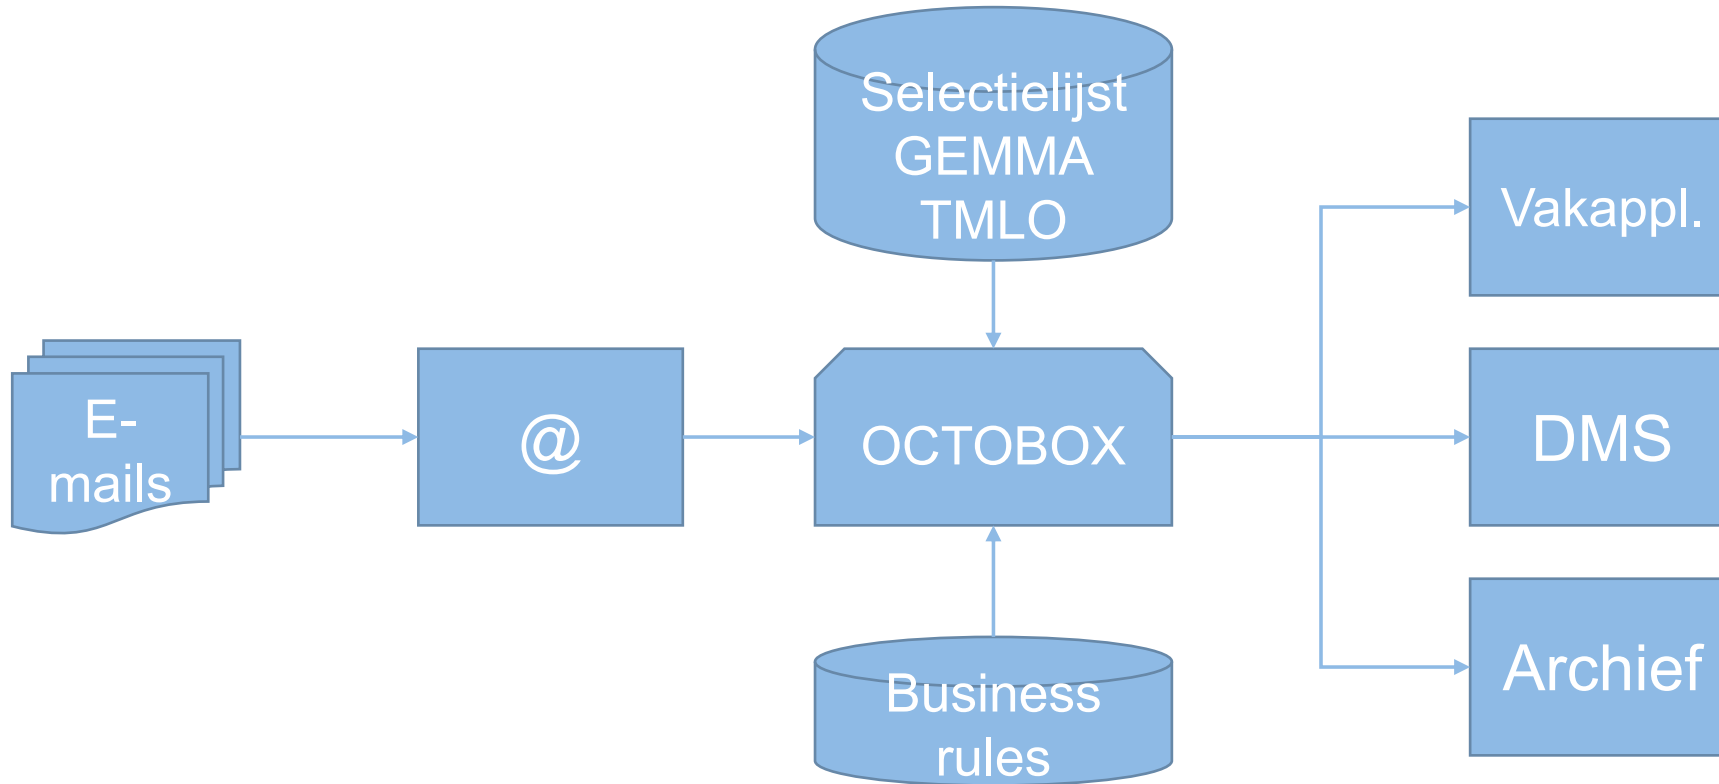 Selectielijst
GEMMA
TMLO
Vakappl.
E-
mails
@
OCTOBOX
DMS
Business
rules
Archief